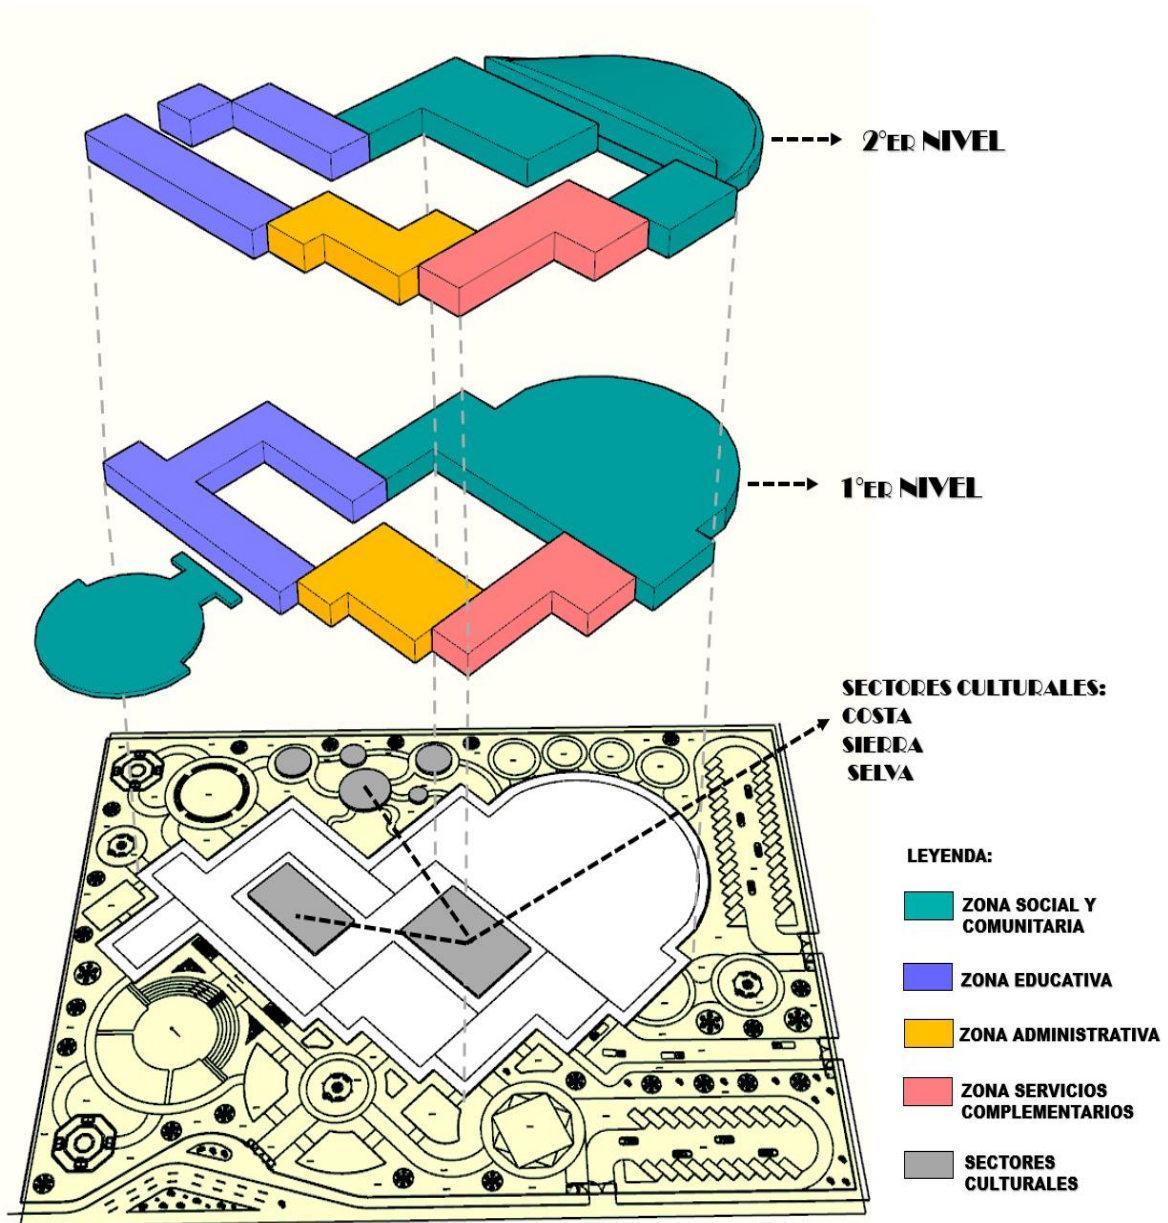 2°ER NIVEL
1°ER NIVEL
SECTORES CULTURALES:
COSTA
SIERRA
SELVA
LEYENDA:
ZONA SOCIAL Y
COMUNITARIA
ZONA EDUCATIVA
ZONA ADMINISTRATIVA
ZONA SERVICIOS
COMPLEMENTARIOS
SECTORES
CULTURALES